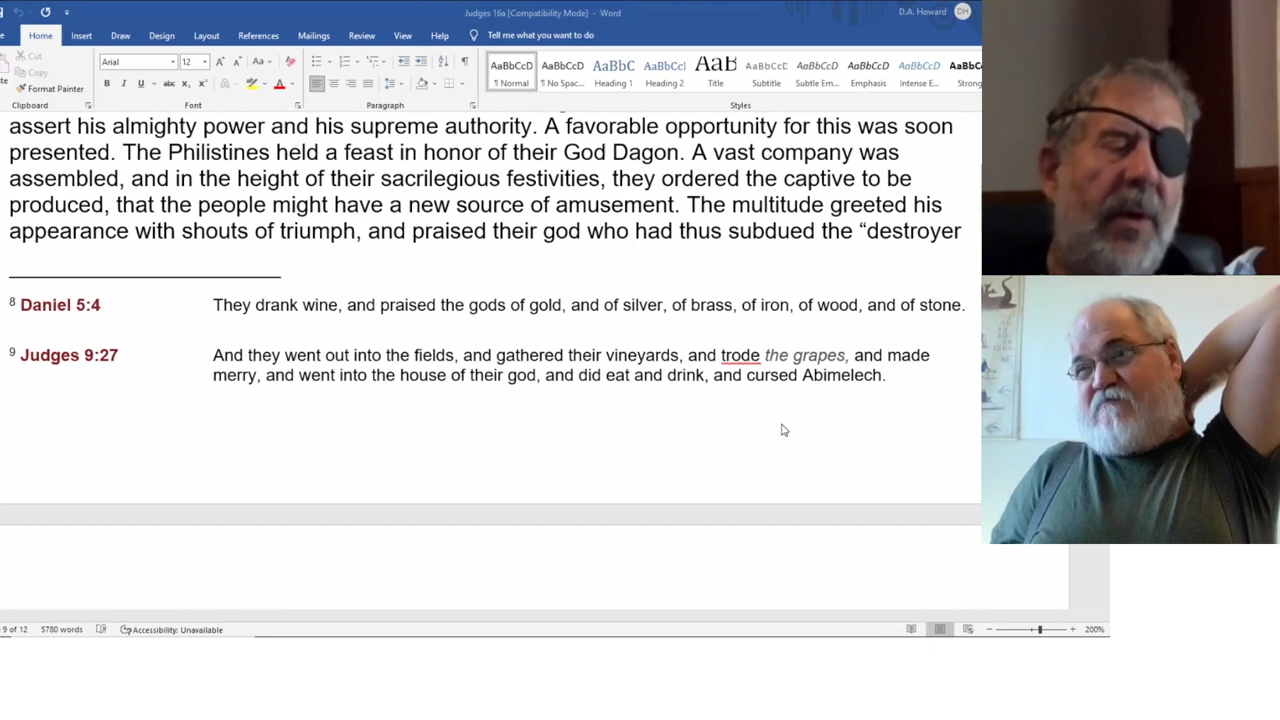 Judges 16a [Compatibility Mode] - Word
D.A. Howard DH
Home Insert Draw Design Layout References Mailings Review View Help Tell me what you want to do
Cut
Copy
Format Painter
Arial 12
Aa
B I U abc X₂ X² A A
AaBbCcD AaBbCcD AaBbC AaBbCcI AaB AaBbCcD AaBbCcD AaBbCcD AaBbCcD AaBbCc
¶ Normal ¶ No Spac... Heading 1 Heading 2 Title Subtitle Subtle Em... Emphasis Intense E... Strong
Clipboard Font Paragraph Styles
assert his almighty power and his supreme authority. A favorable opportunity for this was soon
presented. The Philistines held a feast in honor of their God Dagon. A vast company was
assembled, and in the height of their sacrilegious festivities, they ordered the captive to be
produced, that the people might have a new source of amusement. The multitude greeted his
appearance with shouts of triumph, and praised their god who had thus subdued the “destroyer
8 Daniel 5:4 They drank wine, and praised the gods of gold, and of silver, of brass, of iron, of wood, and of stone.
9 Judges 9:27 And they went out into the fields, and gathered their vineyards, and trode the grapes, and made
merry, and went into the house of their god, and did eat and drink, and cursed Abimelech.
9 of 12 5780 words Accessibility: Unavailable 200%